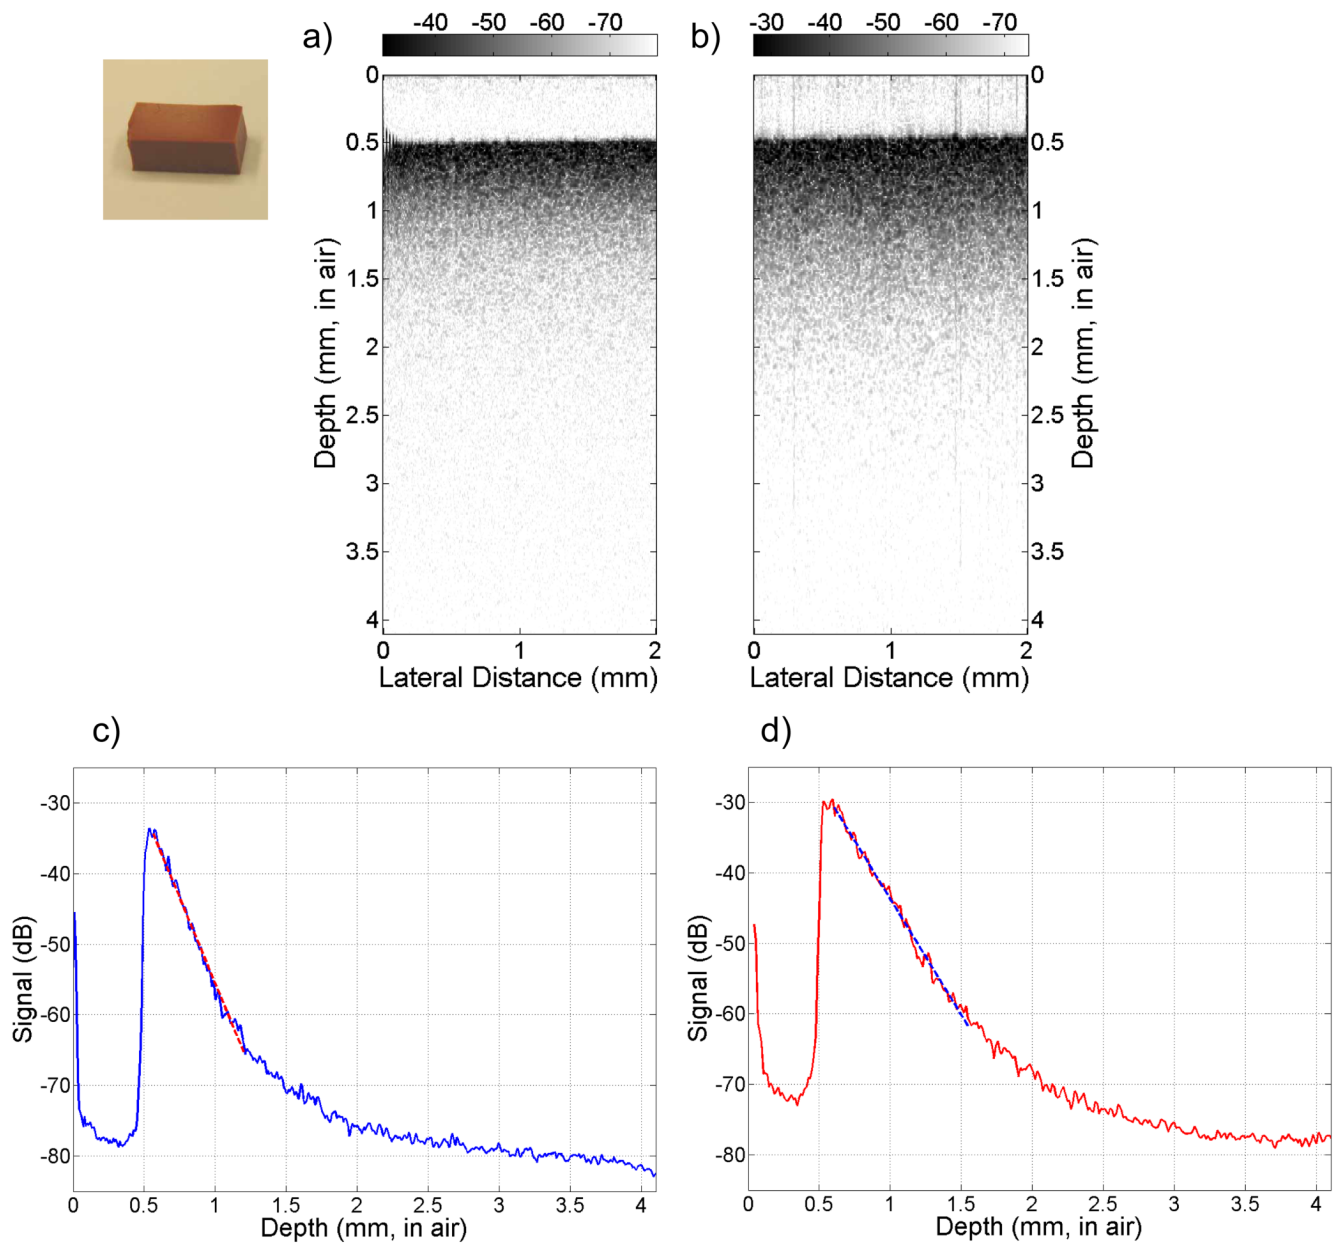 a)
-40 -50 -60 -70
b)
-30 -40 -50 -60 -70
0
0.5
1
1.5
2
2.5
3
3.5
4
Depth (mm, in air)
0 1 2
Lateral Distance (mm)
0
0.5
1
1.5
2
2.5
3
3.5
4
Depth (mm, in air)
0 1 2
Lateral Distance (mm)
c)
-30
-40
-50
-60
-70
-80
Signal (dB)
0 0.5 1 1.5 2 2.5 3 3.5 4
Depth (mm, in air)
d)
-30
-40
-50
-60
-70
-80
Signal (dB)
0 0.5 1 1.5 2 2.5 3 3.5 4
Depth (mm, in air)